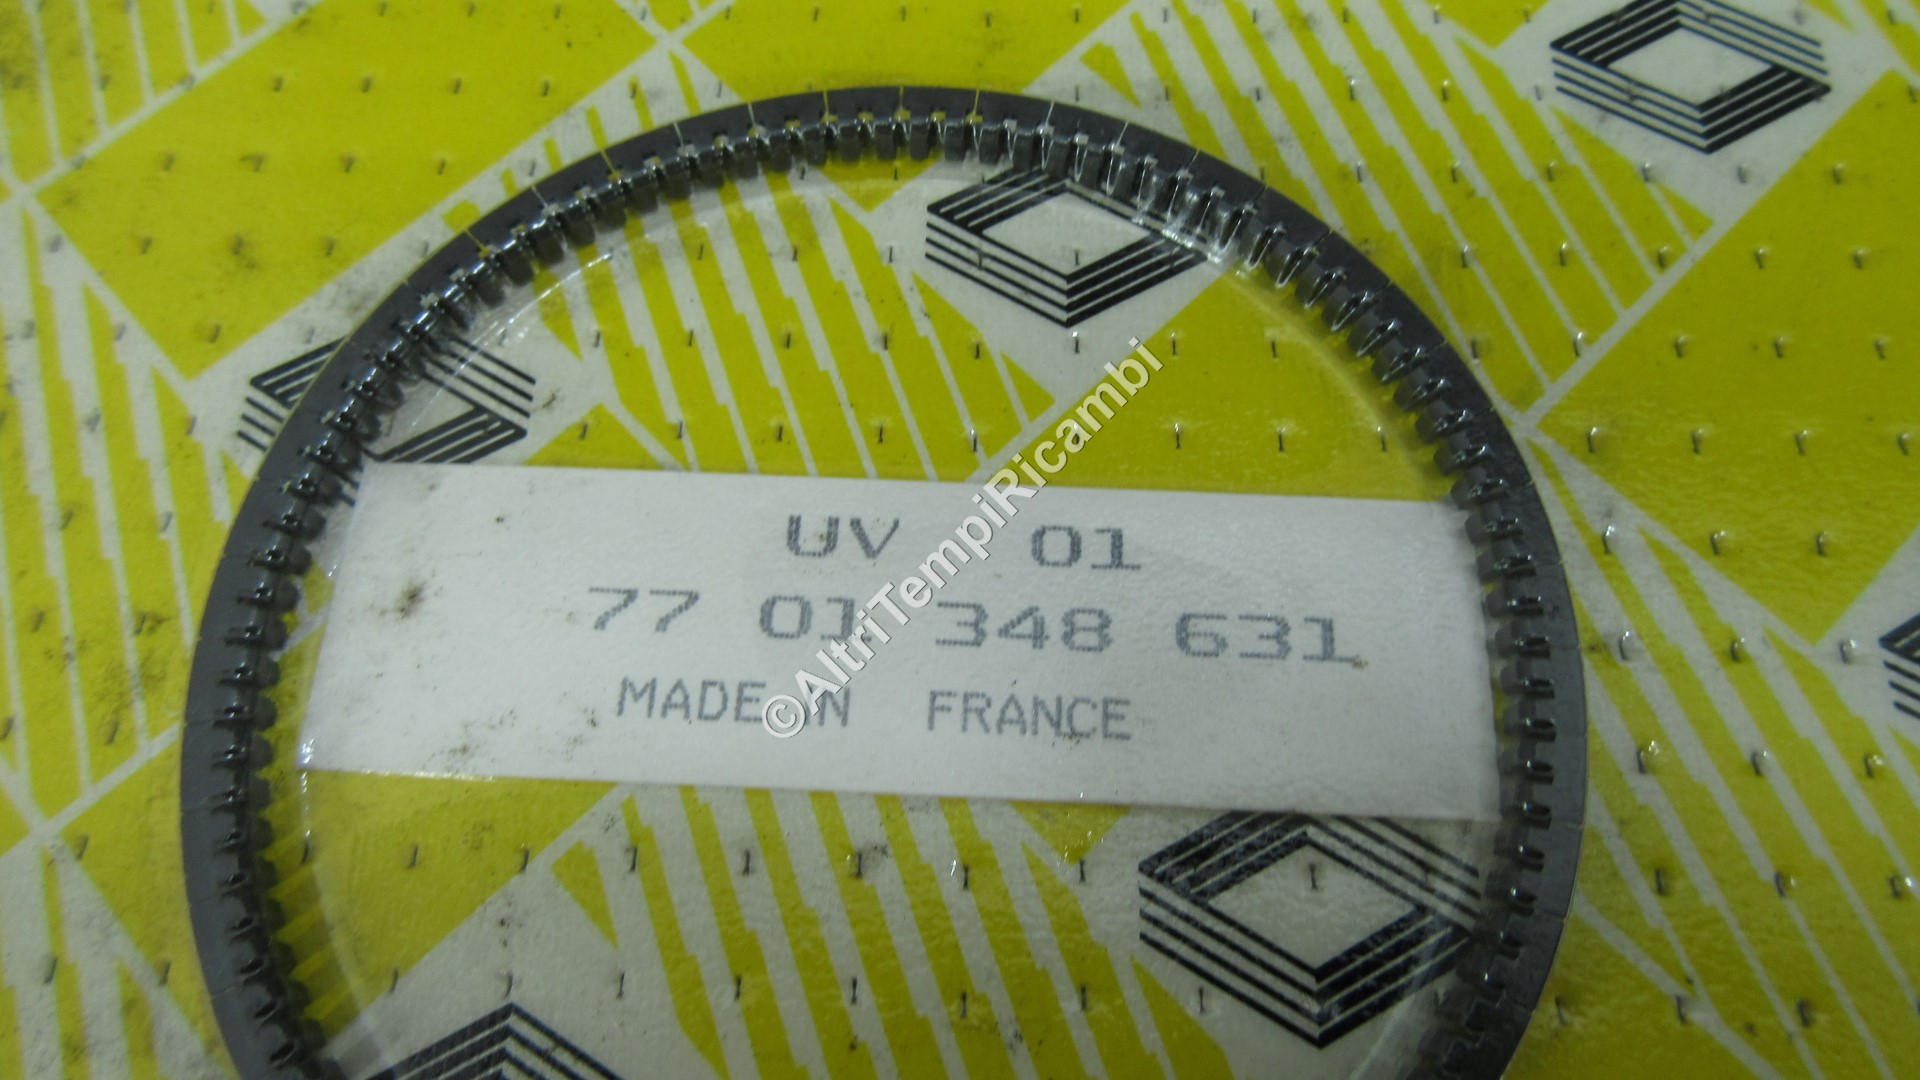 UV 01
77 01 348 631
MADE IN FRANCE
©AltriTempiRicambi